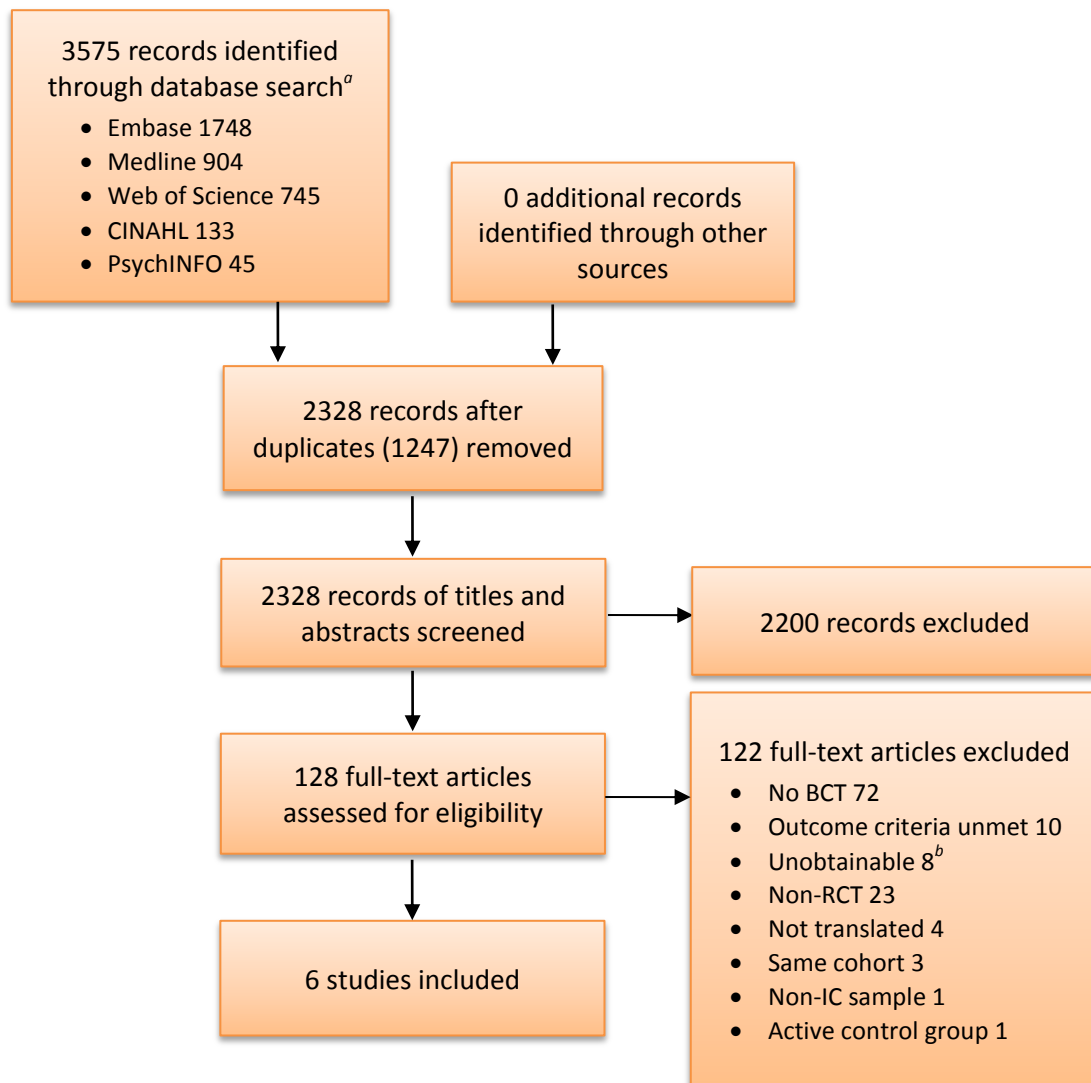 3575 records identified
through database searchᵃ
• Embase 1748
• Medline 904
• Web of Science 745
• CINAHL 133
• PsychINFO 45
0 additional records
identified through other
sources
2328 records after
duplicates (1247) removed
2328 records of titles and
abstracts screened
2200 records excluded
128 full-text articles
assessed for eligibility
122 full-text articles excluded
• No BCT 72
• Outcome criteria unmet 10
• Unobtainable 8ᵇ
• Non-RCT 23
• Not translated 4
• Same cohort 3
• Non-IC sample 1
• Active control group 1
6 studies included